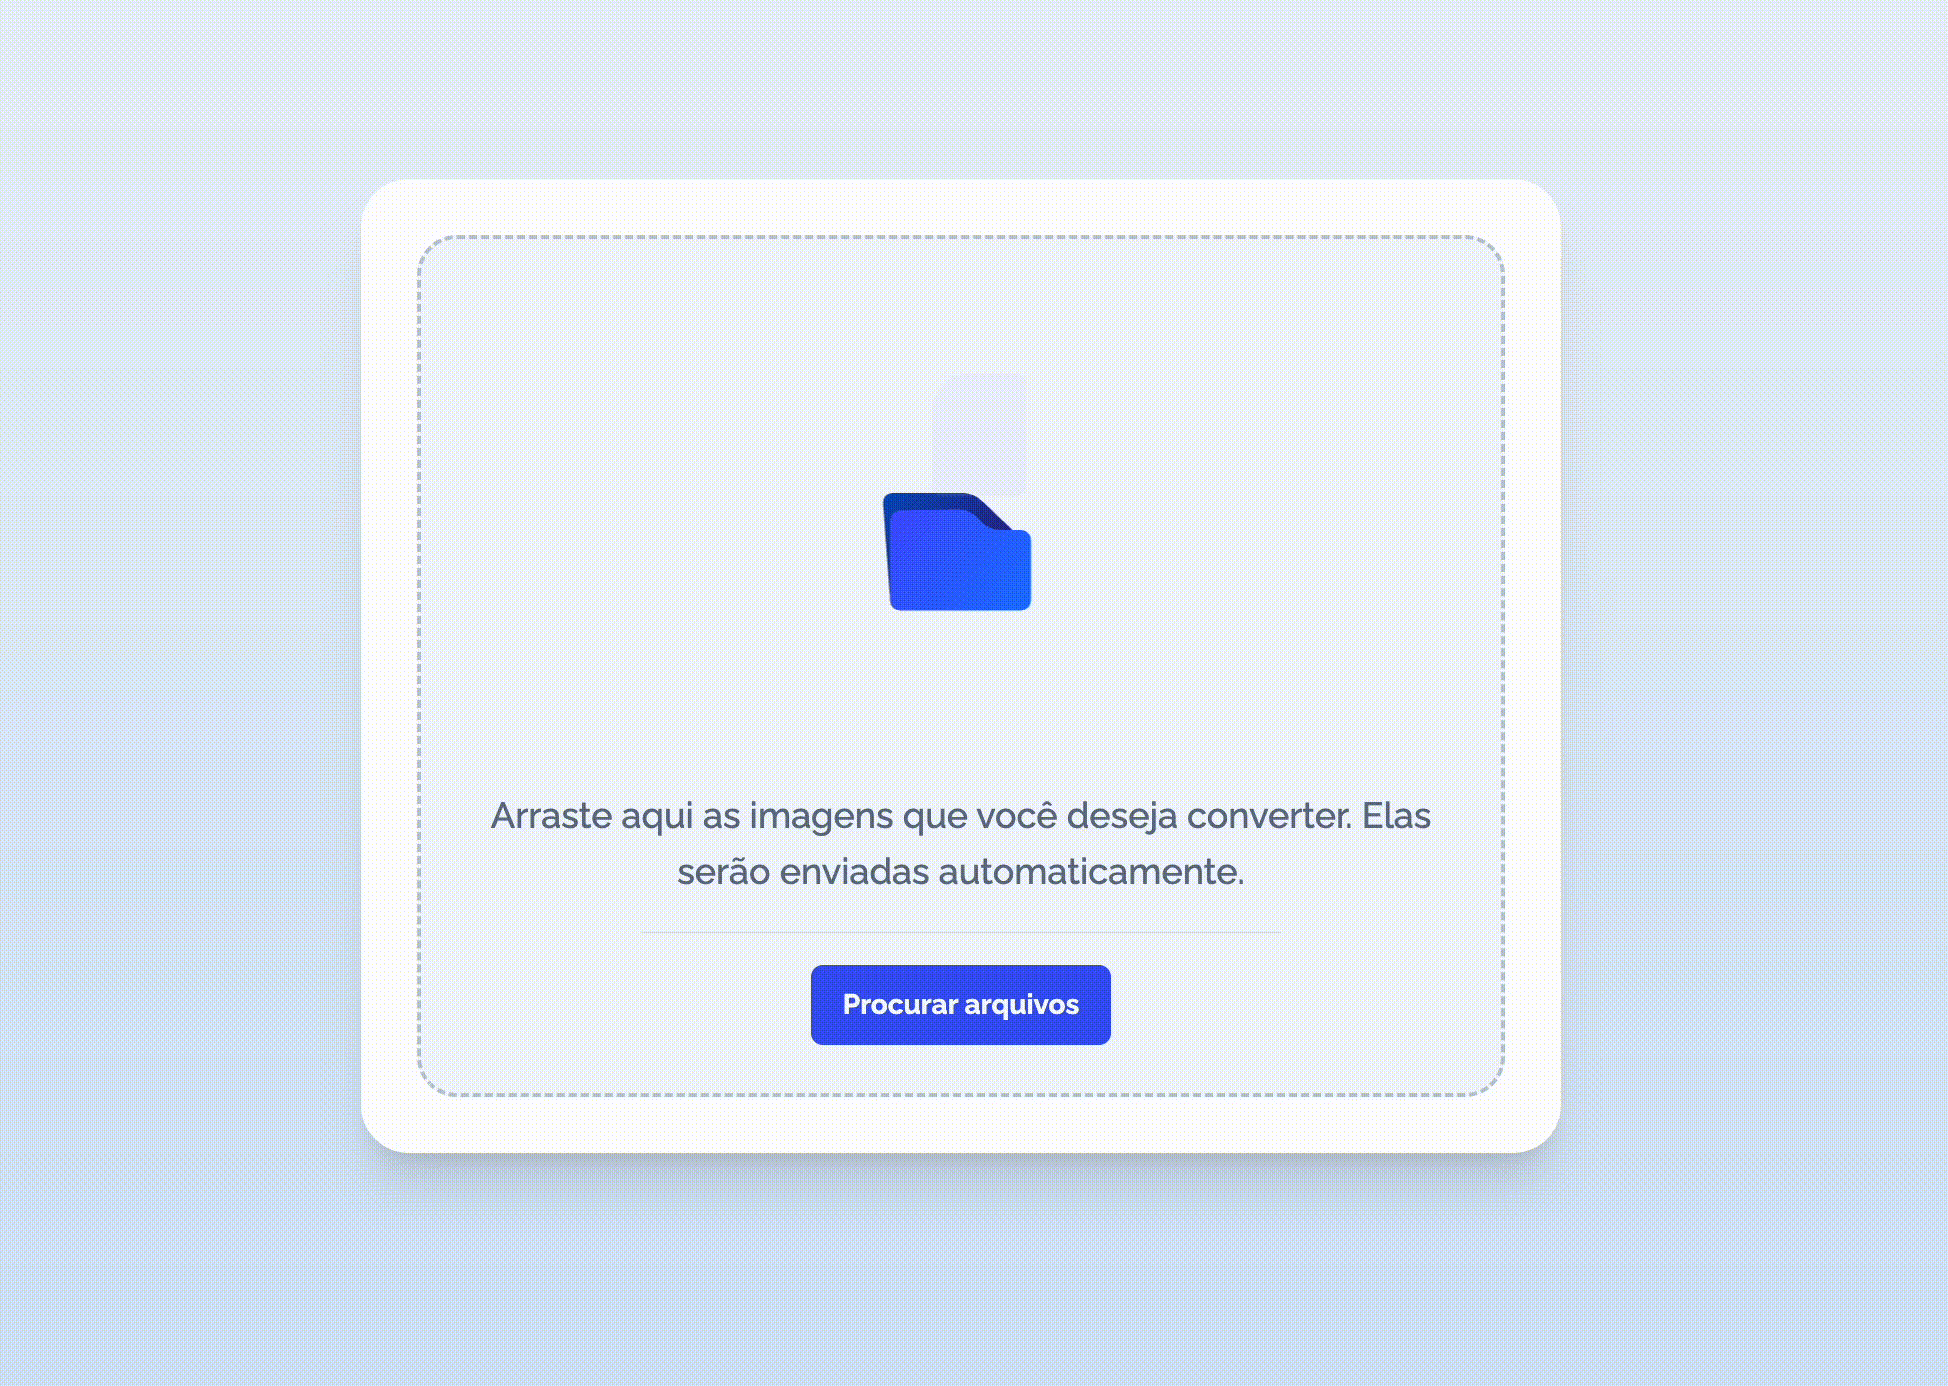 Arraste aqui as imagens que você deseja converter. Elas
serão enviadas automaticamente.
Procurar arquivos